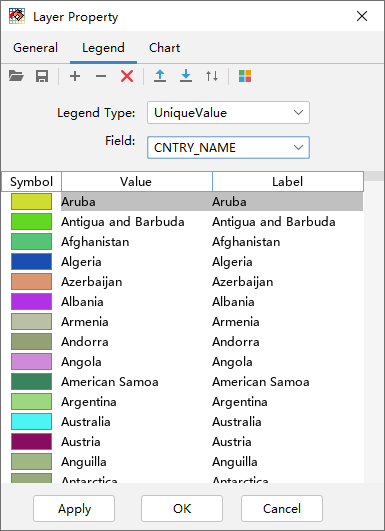 Layer Property
General Legend Chart
Legend Type: UniqueValue
Field: CNTRY_NAME
Symbol Value Label
Aruba Aruba
Antigua and Barbuda Antigua and Barbuda
Afghanistan Afghanistan
Algeria Algeria
Azerbaijan Azerbaijan
Albania Albania
Armenia Armenia
Andorra Andorra
Angola Angola
American Samoa American Samoa
Argentina Argentina
Australia Australia
Austria Austria
Anguilla Anguilla
Antarctica Antarctica
Apply OK Cancel